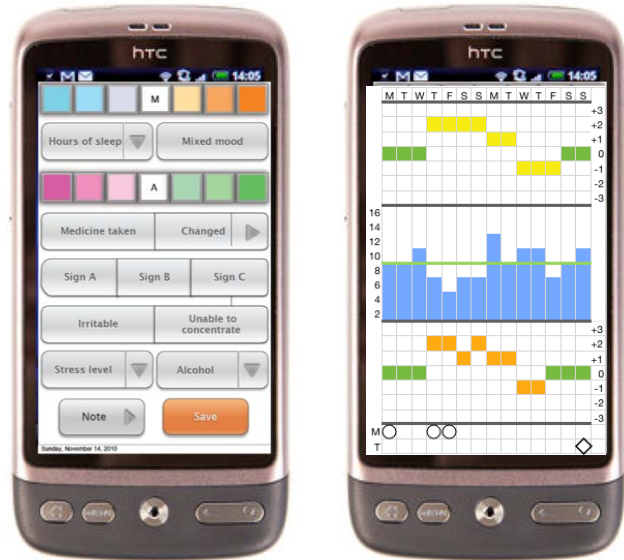 hTC
14:05
M
Hours of sleep
Mixed mood
A
Medicine taken
Changed
Sign A
Sign B
Sign C
Irritable
Unable to
concentrate
Stress level
Alcohol
Note
Save
Sunday, November 14, 2010
hTC
14:05
M T W T F S S M T W T F S S
+3
+2
+1
0
-1
-2
-3
16
14
12
10
8
6
4
2
+3
+2
+1
0
-1
-2
-3
M
T